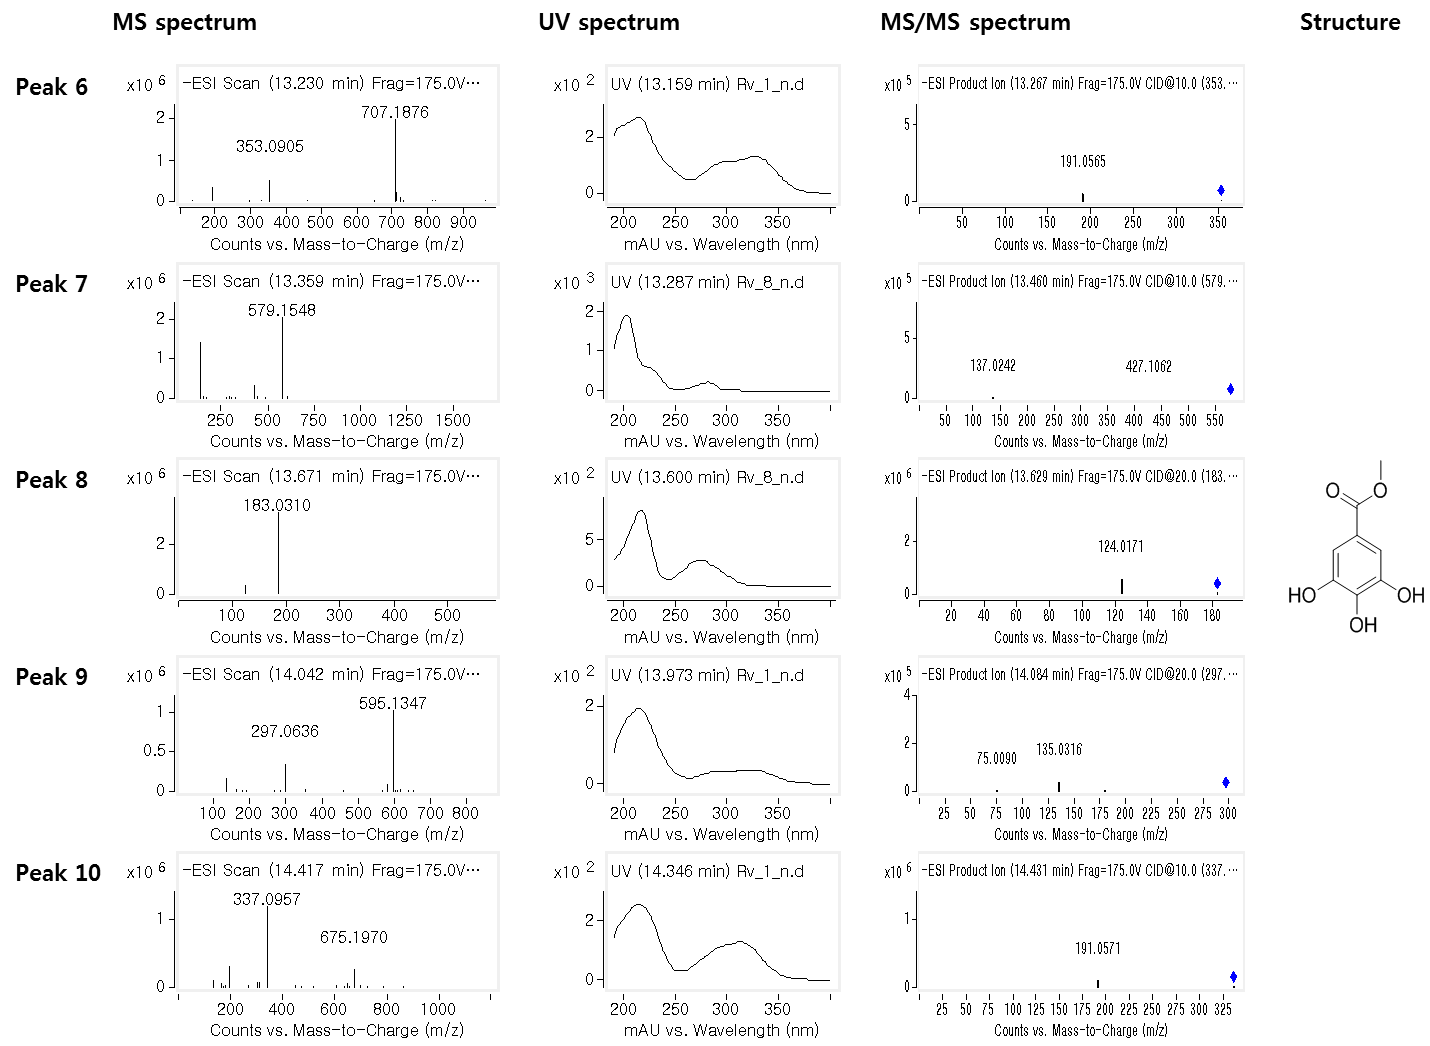 MS spectrum UV spectrum MS/MS spectrum Structure
Peak 6
x10 6 -ESI Scan (13.230 min) Frag=175.0V⋯
2
1
0
353.0905
707.1876
200 300 400 500 600 700 800 900
Counts vs. Mass-to-Charge (m/z)
x10 2 UV (13.159 min) Rv_1_n.d
2
0
200 250 300 350
mAU vs. Wavelength (nm)
x10 5 -ESI Product Ion (13.267 min) Frag=175.0V CID@10.0 (353.⋯
5
0
191.0565
50 100 150 200 250 300 350
Counts vs. Mass-to-Charge (m/z)
Peak 7
x10 6 -ESI Scan (13.359 min) Frag=175.0V⋯
2
1
0
579.1548
250 500 750 1000 1250 1500
Counts vs. Mass-to-Charge (m/z)
x10 3 UV (13.287 min) Rv_8_n.d
2
1
0
200 250 300 350
mAU vs. Wavelength (nm)
x10 5 -ESI Product Ion (13.460 min) Frag=175.0V CID@10.0 (579.⋯
5
0
137.0242 427.1062
50 100 150 200 250 300 350 400 450 500 550
Counts vs. Mass-to-Charge (m/z)
Peak 8
x10 6 -ESI Scan (13.671 min) Frag=175.0V⋯
2
0
183.0310
100 200 300 400 500
Counts vs. Mass-to-Charge (m/z)
x10 2 UV (13.600 min) Rv_8_n.d
5
0
200 250 300 350
mAU vs. Wavelength (nm)
x10 6 -ESI Product Ion (13.629 min) Frag=175.0V CID@20.0 (183.⋯
2
0
124.0171
20 40 60 80 100 120 140 160 180
Counts vs. Mass-to-Charge (m/z)
O O
HO OH
OH
Peak 9
x10 6 -ESI Scan (14.042 min) Frag=175.0V⋯
1
0.5
0
297.0636
595.1347
100 200 300 400 500 600 700 800
Counts vs. Mass-to-Charge (m/z)
x10 2 UV (13.973 min) Rv_1_n.d
2
0
200 250 300 350
mAU vs. Wavelength (nm)
x10 5 -ESI Product Ion (14.084 min) Frag=175.0V CID@20.0 (297.⋯
4
2
0
75.0090 135.0316
25 50 75 100 125 150 175 200 225 250 275 300
Counts vs. Mass-to-Charge (m/z)
Peak 10
x10 6 -ESI Scan (14.417 min) Frag=175.0V⋯
1
0
337.0957
675.1970
200 400 600 800 1000
Counts vs. Mass-to-Charge (m/z)
x10 2 UV (14.346 min) Rv_1_n.d
2
0
200 250 300 350
mAU vs. Wavelength (nm)
x10 6 -ESI Product Ion (14.431 min) Frag=175.0V CID@10.0 (337.⋯
1
0
191.0571
25 50 75 100 125 150 175 200 225 250 275 300 325
Counts vs. Mass-to-Charge (m/z)